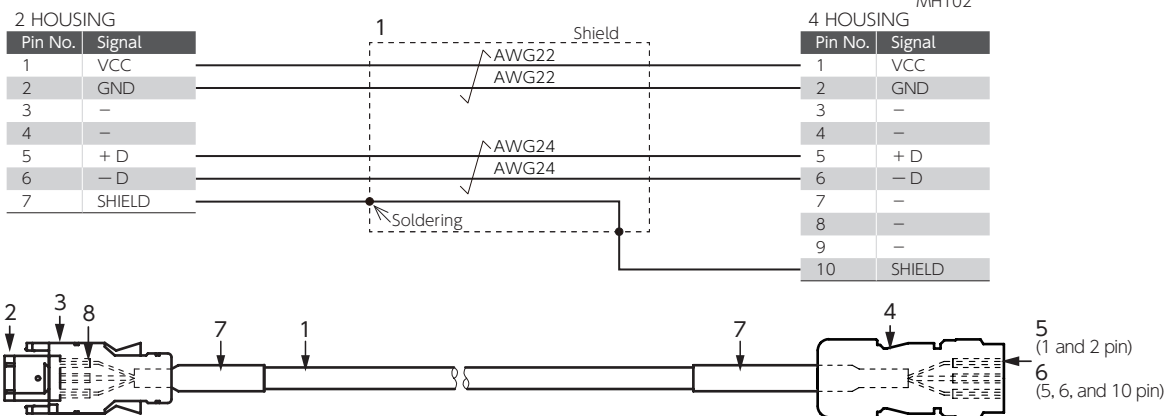 MH102
2 HOUSING
Pin No. Signal
1 VCC
2 GND
3 −
4 −
5 + D
6 − D
7 SHIELD
1
Shield
AWG22
AWG22
AWG24
AWG24
Soldering
4 HOUSING
Pin No. Signal
1 VCC
2 GND
3 −
4 −
5 + D
6 − D
7 −
8 −
9 −
10 SHIELD
2
3
8
7
1
7
4
5
(1 and 2 pin)
6
(5, 6, and 10 pin)